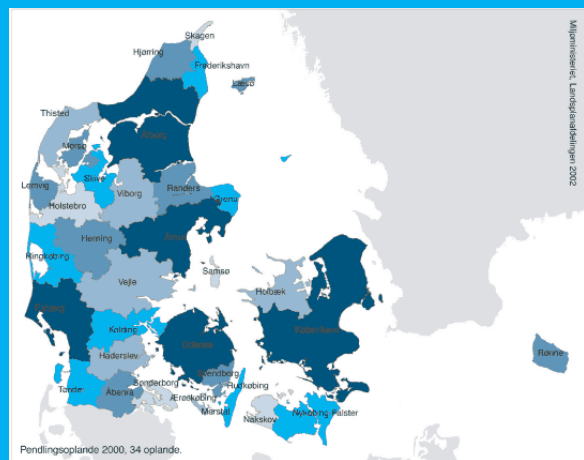 Skagen
Hjørring
Frederikshavn
Læsø
Thisted
Ålborg
Morsø
Skive
Lemvig
Viborg
Randers
Grenå
Holstebro
Århus
Herning
Ringkøbing
Samsø
Vejle
Holbæk
Esbjerg
København
Kolding
Odense
Rønne
Haderslev
Svendborg
Sønderborg
Rudkøbing
Tønder
Åbenrå
Ærøskøbing
Marstal
Nakskov
Nykøbing Falster
Pendlingsoplande 2000, 34 oplande.
Miljøministeriet, Landsplanafdelingen 2002